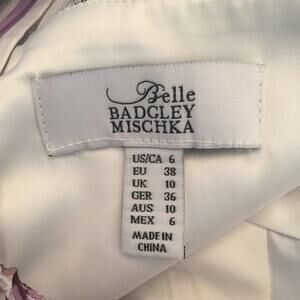 Belle
BADGLEY
MISCHKA
US/CA 6
EU 38
UK 10
GER 36
AUS 10
MEX 6
MADE IN
CHINA